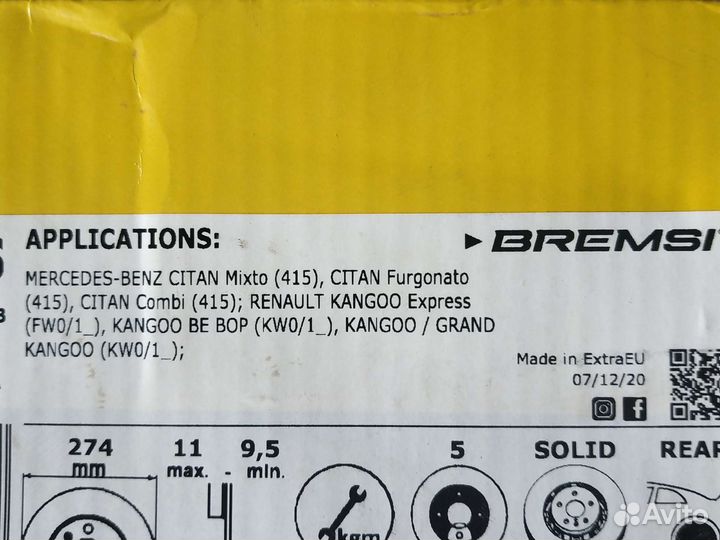 APPLICATIONS:
BREMSI
MERCEDES-BENZ CITAN Mixto (415), CITAN Furgonato
(415), CITAN Combi (415); RENAULT KANGOO Express
(FW0/1_), KANGOO BE BOP (KW0/1_), KANGOO / GRAND
KANGOO (KW0/1_);
Made in ExtraEU
07/12/20
274 11 9,5 5 SOLID REAR
mm max. - min.
kgm
Avito